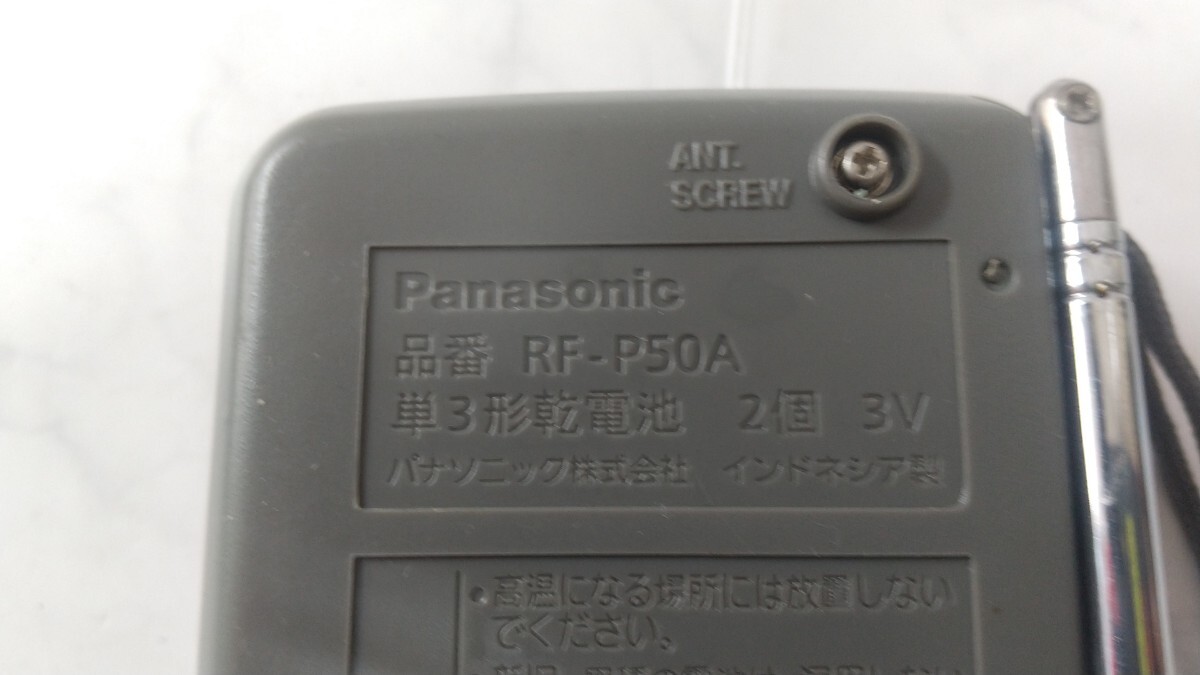 ANT.
SCREW
Panasonic
品番 RF-P50A
単3形乾電池 2個 3V
パナソニック株式会社 インドネシア製
・高温になる場所には放置しない
でください。